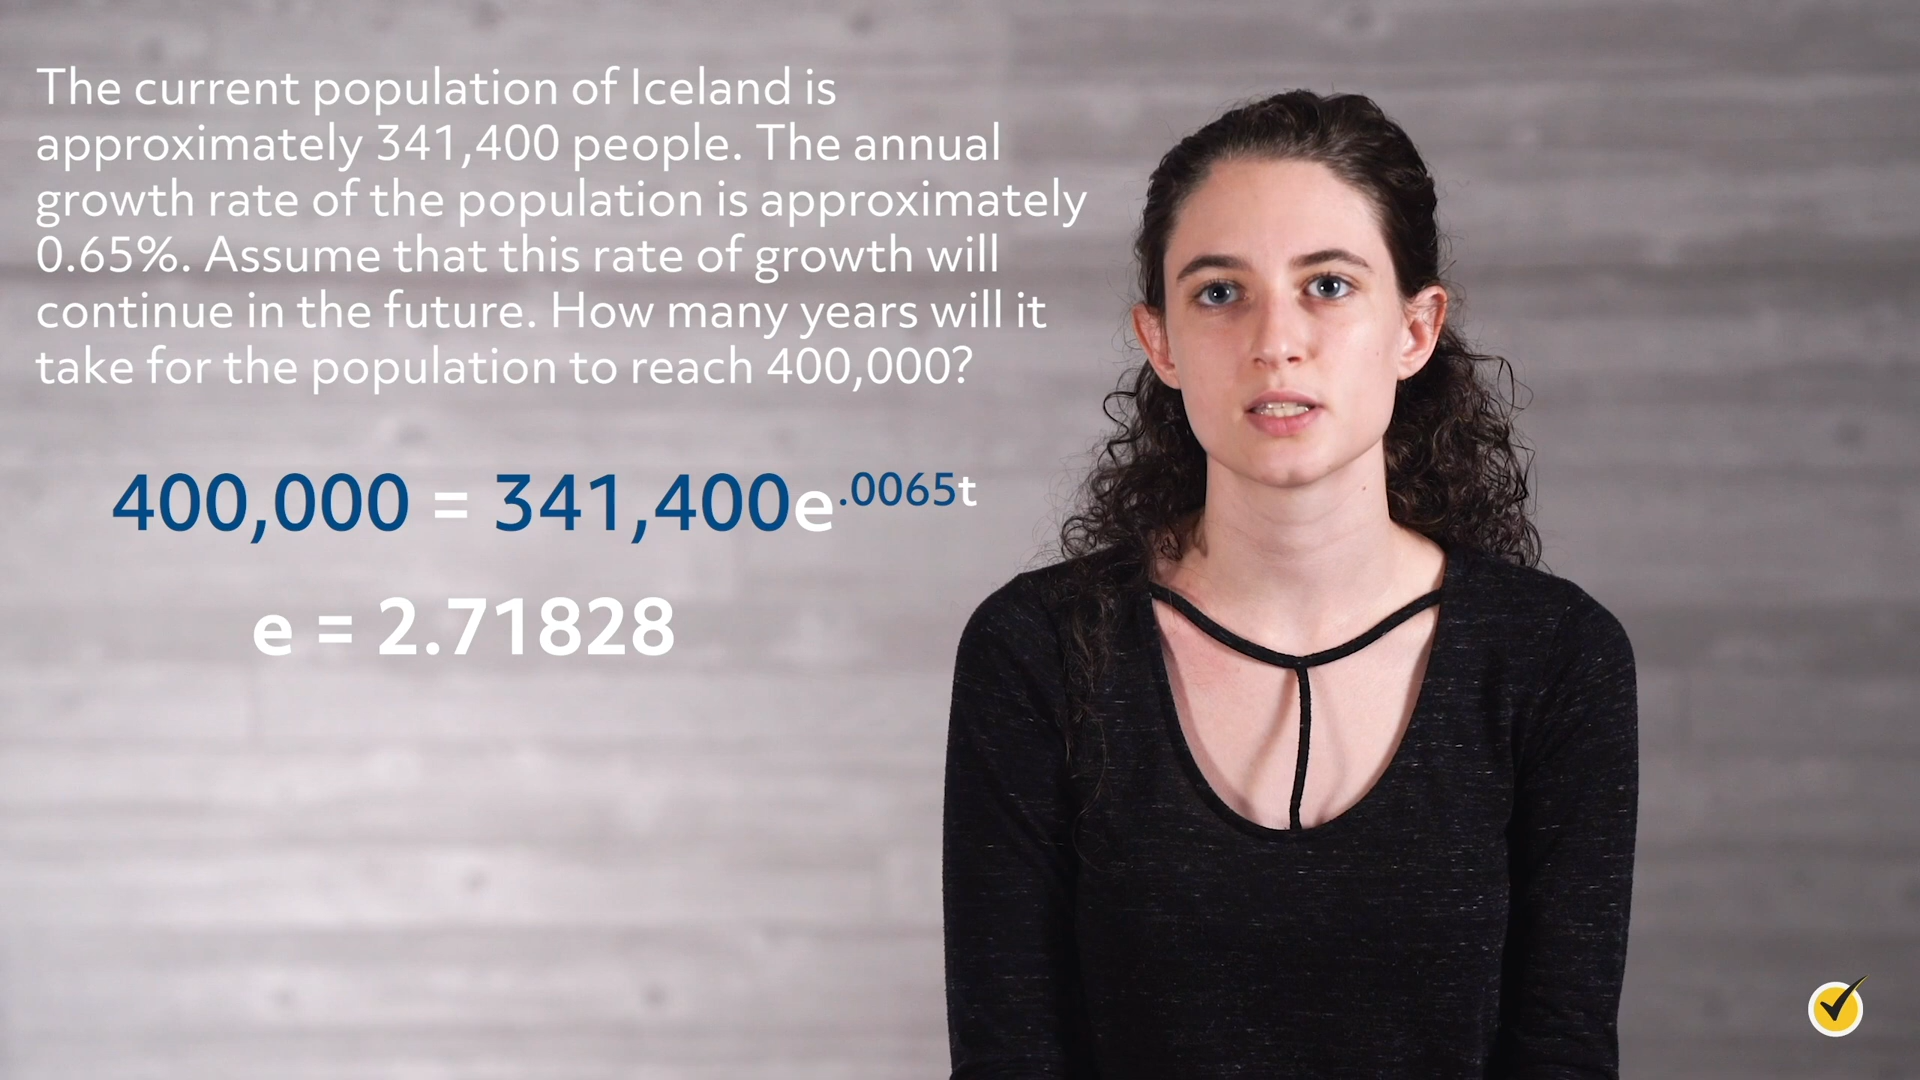 The current population of Iceland is
approximately 341,400 people. The annual
growth rate of the population is approximately
0.65%. Assume that this rate of growth will
continue in the future. How many years will it
take for the population to reach 400,000?
400,000 = 341,400e^.0065t
e = 2.71828